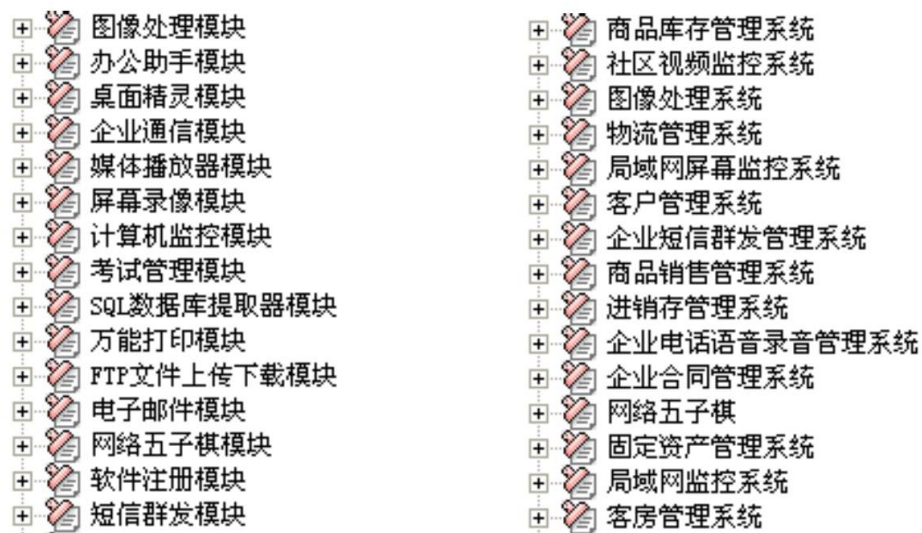 图像处理模块
办公助手模块
桌面精灵模块
企业通信模块
媒体播放器模块
屏幕录像模块
计算机监控模块
考试管理模块
SQL数据库提取器模块
万能打印模块
FTP文件上传下载模块
电子邮件模块
网络五子棋模块
软件注册模块
短信群发模块
商品库存管理系统
社区视频监控系统
图像处理系统
物流管理系统
局域网屏幕监控系统
客户管理系统
企业短信群发管理系统
商品销售管理系统
进销存管理系统
企业电话语音录音管理系统
企业合同管理系统
网络五子棋
固定资产管理系统
局域网监控系统
客房管理系统